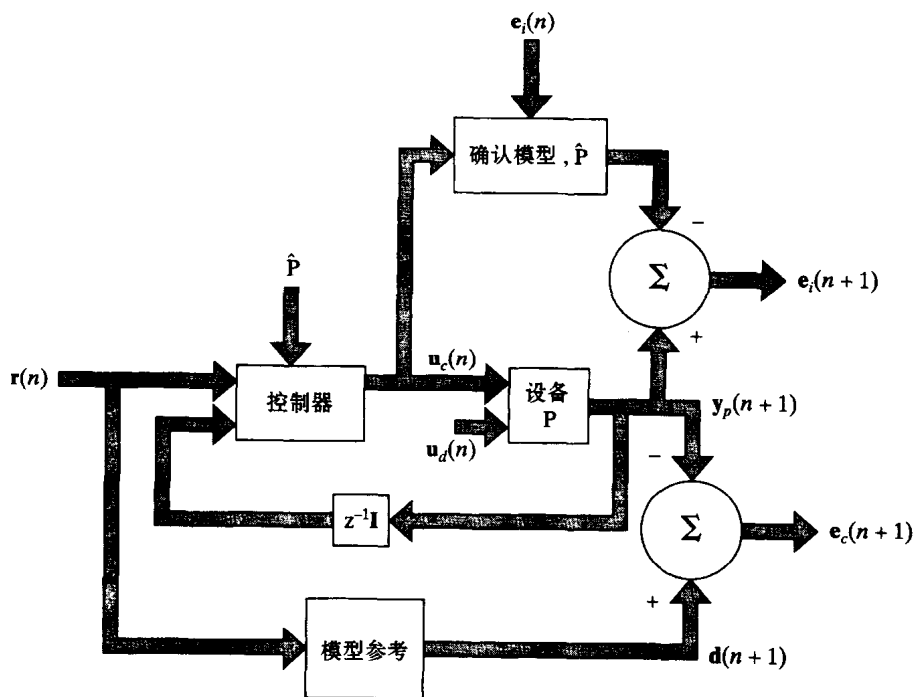 e_i(n)
确认模型, P̂
−
Σ
e_i(n+1)
+
P̂
r(n)
控制器
u_c(n)
设备
P
u_d(n)
y_p(n+1)
−
z⁻¹I
Σ
e_c(n+1)
+
模型参考
d(n+1)